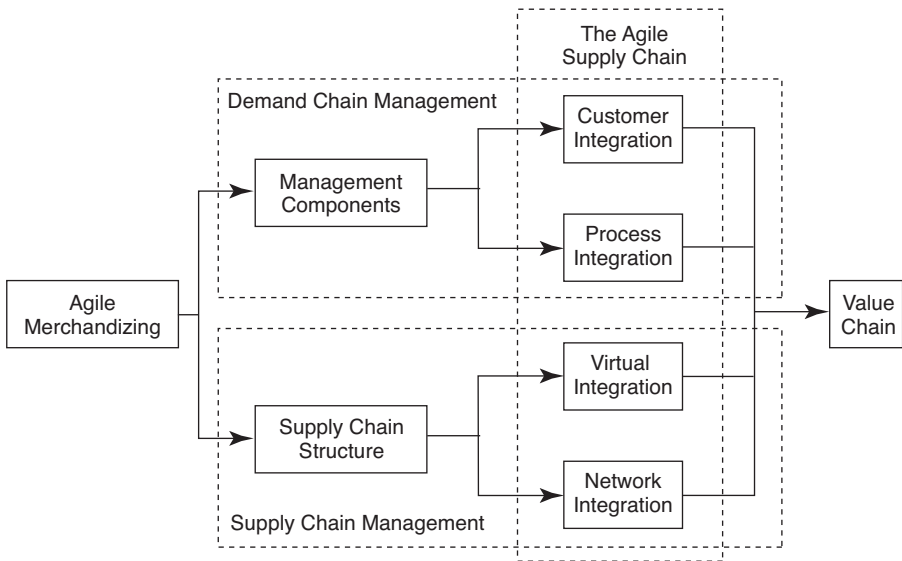 The Agile
Supply Chain
Demand Chain Management
Customer
Integration
Management
Components
Process
Integration
Agile
Merchandizing
Value
Chain
Virtual
Integration
Supply Chain
Structure
Network
Integration
Supply Chain Management